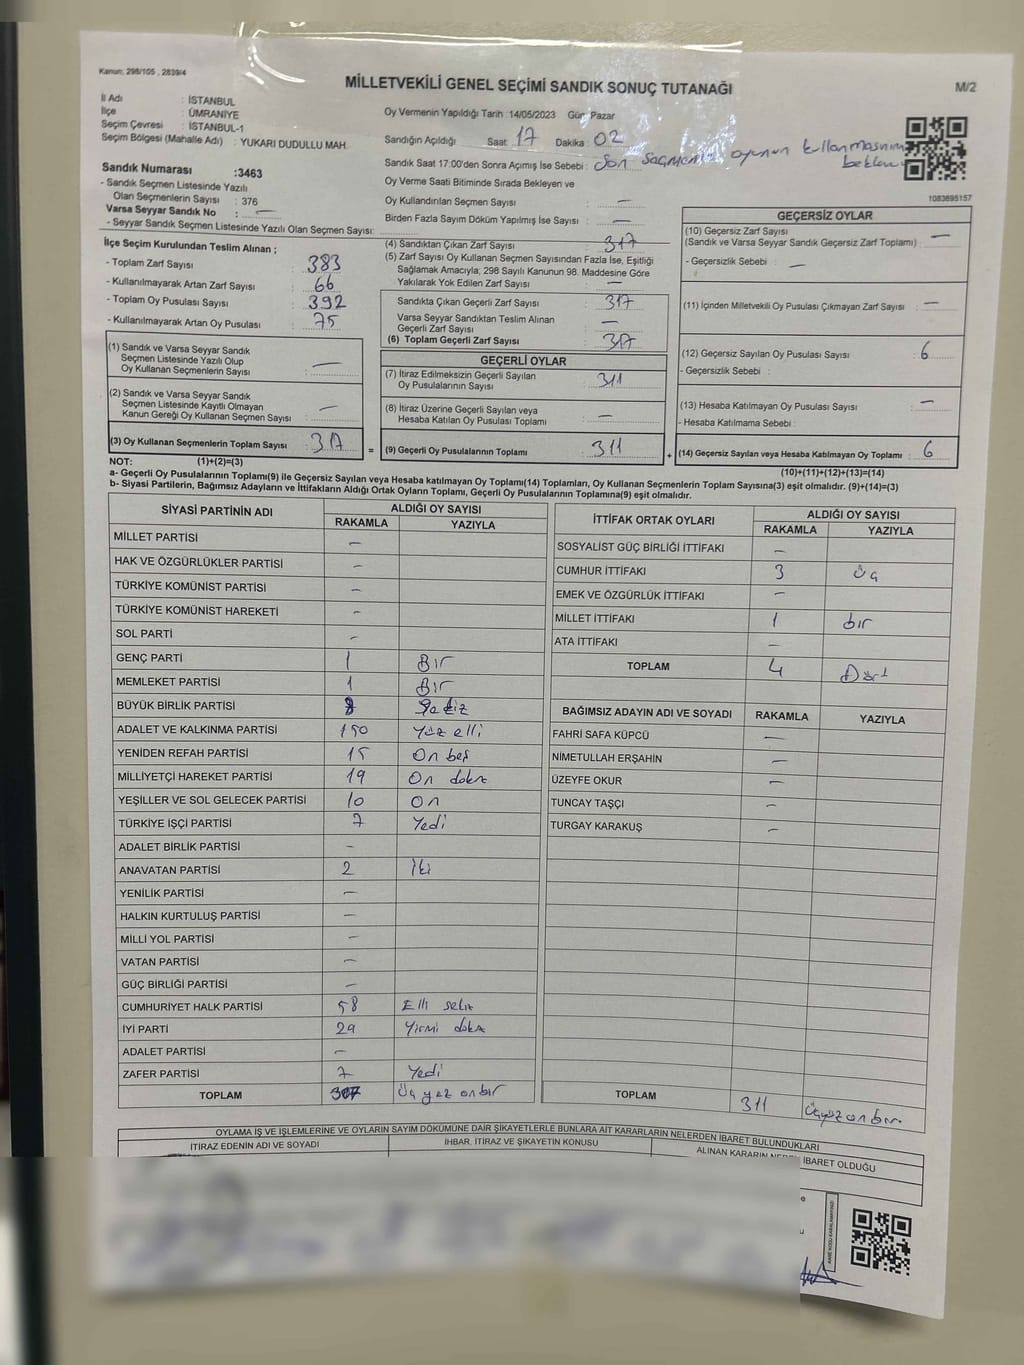 Kanun: 298/105 , 2839/4
MİLLETVEKİLİ GENEL SEÇİMİ SANDIK SONUÇ TUTANAĞI
M/2
İl Adı : İSTANBUL
İlçe : ÜMRANİYE
Seçim Çevresi : İSTANBUL-1
Seçim Bölgesi (Mahalle Adı) : YUKARI DUDULLU MAH.
Oy Vermenin Yapıldığı Tarih :14/05/2023 Gün: Pazar
Sandığın Açıldığı Saat 17 Dakika 02
Sandık Saat 17:00'den Sonra Açımış İse Sebebi : Son seçmenin oyunun kullanmasının
Oy Verme Saati Bitiminde Sırada Bekleyen ve
Oy Kullandırılan Seçmen Sayısı : —
Birden Fazla Sayım Döküm Yapılmış İse Sayısı : —
1083695157
Sandık Numarası :3463
- Sandık Seçmen Listesinde Yazılı
Olan Seçmenlerin Sayısı : 376
Varsa Seyyar Sandık No : —
- Seyyar Sandık Seçmen Listesinde Yazılı Olan Seçmen Sayısı:
İlçe Seçim Kurulundan Teslim Alınan ;
- Toplam Zarf Sayısı : 383
- Kullanılmayarak Artan Zarf Sayısı : 66
- Toplam Oy Pusulası Sayısı : 392
- Kullanılmayarak Artan Oy Pusulası : 75
(1) Sandık ve Varsa Seyyar Sandık
Seçmen Listesinde Yazılı Olup
Oy Kullanan Seçmenlerin Sayısı : —
(2) Sandık ve Varsa Seyyar Sandık
Seçmen Listesinde Kayıtlı Olmayan
Kanun Gereği Oy Kullanan Seçmen Sayısı : —
(3) Oy Kullanan Seçmenlerin Toplam Sayısı : 317
(1)+(2)=(3)
(4) Sandıktan Çıkan Zarf Sayısı : 317
(5) Zarf Sayısı Oy Kullanan Seçmen Sayısından Fazla İse, Eşitliği
Sağlamak Amacıyla; 298 Sayılı Kanunun 98. Maddesine Göre
Yakılarak Yok Edilen Zarf Sayısı : —
Sandıkta Çıkan Geçerli Zarf Sayısı : 317
Varsa Seyyar Sandıktan Teslim Alınan
Geçerli Zarf Sayısı : —
(6) Toplam Geçerli Zarf Sayısı : 317
GEÇERLİ OYLAR
(7) İtiraz Edilmeksizin Geçerli Sayılan
Oy Pusulalarının Sayısı : 311
(8) İtiraz Üzerine Geçerli Sayılan veya
Hesaba Katılan Oy Pusulası Toplamı : —
= (9) Geçerli Oy Pusulalarının Toplamı : 311
GEÇERSİZ OYLAR
(10) Geçersiz Zarf Sayısı
(Sandık ve Varsa Seyyar Sandık Geçersiz Zarf Toplamı) : —
- Geçersizlik Sebebi : —
(11) İçinden Milletvekili Oy Pusulası Çıkmayan Zarf Sayısı : —
(12) Geçersiz Sayılan Oy Pusulası Sayısı : 6
- Geçersizlik Sebebi :
(13) Hesaba Katılmayan Oy Pusulası Sayısı : —
- Hesaba Katılmama Sebebi :
+ (14) Geçersiz Sayılan veya Hesaba Katılmayan Oy Toplamı : 6
(10)+(11)+(12)+(13)=(14)
NOT:
a- Geçerli Oy Pusulalarının Toplamı(9) ile Geçersiz Sayılan veya Hesaba katılmayan Oy Toplamı(14) Toplamları, Oy Kullanan Seçmenlerin Toplam Sayısına(3) eşit olmalıdır. (9)+(14)=(3)
b- Siyasi Partilerin, Bağımsız Adayların ve İttifakların Aldığı Ortak Oyların Toplamı, Geçerli Oy Pusulalarının Toplamına(9) eşit olmalıdır.
SİYASİ PARTİNİN ADI ALDIĞI OY SAYISI
RAKAMLA YAZIYLA
MİLLET PARTİSİ —
HAK VE ÖZGÜRLÜKLER PARTİSİ —
TÜRKİYE KOMÜNİST PARTİSİ —
TÜRKİYE KOMÜNİST HAREKETİ —
SOL PARTİ —
GENÇ PARTİ 1 Bir
MEMLEKET PARTİSİ 1 Bir
BÜYÜK BİRLİK PARTİSİ 8 Sekiz
ADALET VE KALKINMA PARTİSİ 150 Yüz elli
YENİDEN REFAH PARTİSİ 15 On beş
MİLLİYETÇİ HAREKET PARTİSİ 19 On dokuz
YEŞİLLER VE SOL GELECEK PARTİSİ 10 On
TÜRKİYE İŞÇİ PARTİSİ 7 Yedi
ADALET BİRLİK PARTİSİ —
ANAVATAN PARTİSİ 2 İki
YENİLİK PARTİSİ —
HALKIN KURTULUŞ PARTİSİ —
MİLLİ YOL PARTİSİ —
VATAN PARTİSİ —
GÜÇ BİRLİĞİ PARTİSİ —
CUMHURİYET HALK PARTİSİ 58 Elli sekiz
İYİ PARTİ 29 Yirmi dokuz
ADALET PARTİSİ —
ZAFER PARTİSİ 7 Yedi
TOPLAM 307 Üç yüz onbir
İTTİFAK ORTAK OYLARI ALDIĞI OY SAYISI
RAKAMLA YAZIYLA
SOSYALİST GÜÇ BİRLİĞİ İTTİFAKI —
CUMHUR İTTİFAKI 3 Üç
EMEK VE ÖZGÜRLÜK İTTİFAKI —
MİLLET İTTİFAKI 1 bir
ATA İTTİFAKI —
TOPLAM 4 Dört
BAĞIMSIZ ADAYIN ADI VE SOYADI RAKAMLA YAZIYLA
FAHRİ SAFA KÜPCÜ —
NİMETULLAH ERŞAHİN —
ÜZEYFE OKUR —
TUNCAY TAŞÇI —
TURGAY KARAKUŞ —
TOPLAM 311 Üçyüz on bir
OYLAMA İŞ VE İŞLEMLERİNE VE OYLARIN SAYIM DÖKÜMÜNE DAİR ŞİKAYETLERLE BUNLARA AİT KARARLARIN NELERDEN İBARET BULUNDUKLARI
İTİRAZ EDENİN ADI VE SOYADI İHBAR, İTİRAZ VE ŞİKAYETİN KONUSU ALINAN KARARIN NEDEN İBARET OLDUĞU